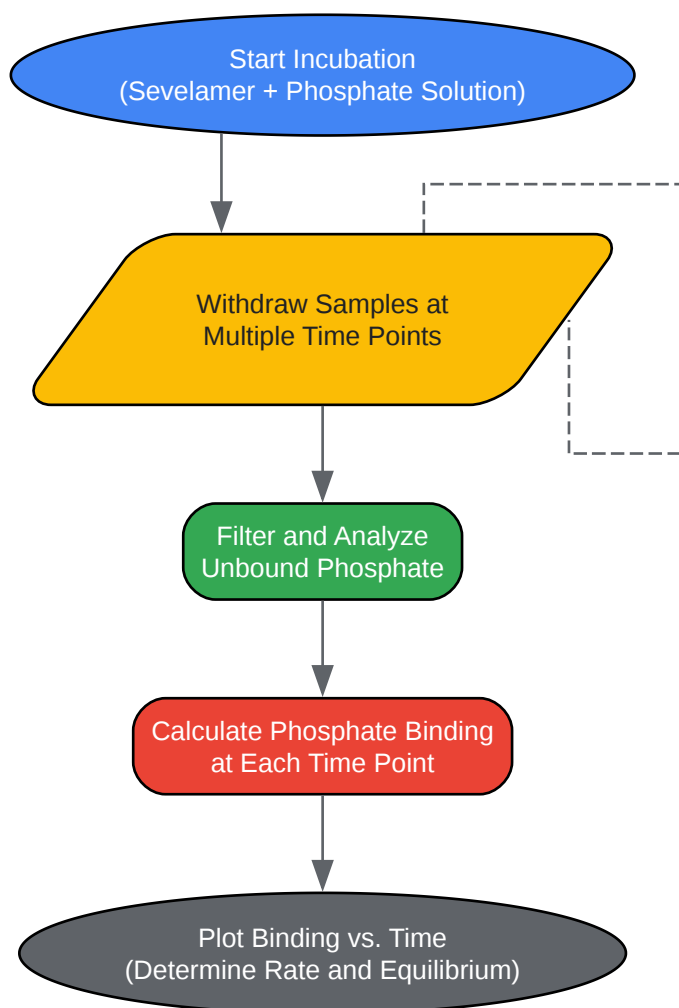 Start Incubation
(Sevelamer + Phosphate Solution)
Withdraw Samples at
Multiple Time Points
Filter and Analyze
Unbound Phosphate
Calculate Phosphate Binding
at Each Time Point
Plot Binding vs. Time
(Determine Rate and Equilibrium)